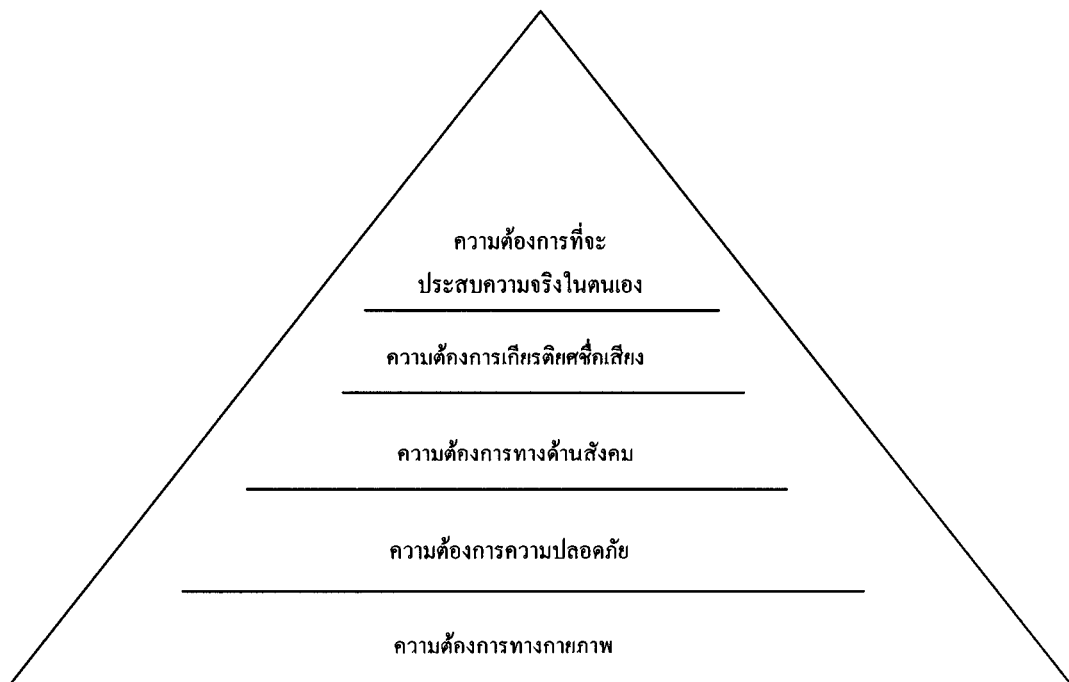 ความต้องการที่จะ
ประสบความจริงในตนเอง
ความต้องการเกียรติยศชื่อเสียง
ความต้องการทางด้านสังคม
ความต้องการความปลอดภัย
ความต้องการทางกายภาพ